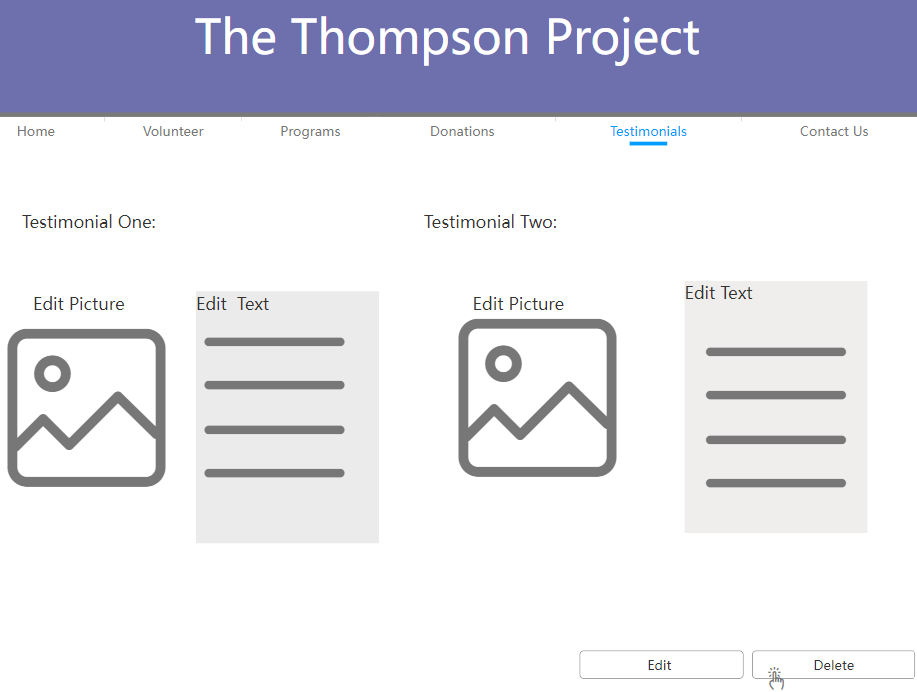 The Thompson Project
Home Volunteer Programs Donations Testimonials Contact Us
Testimonial One: Testimonial Two:
Edit Picture Edit  Text Edit Picture Edit Text
Edit Delete